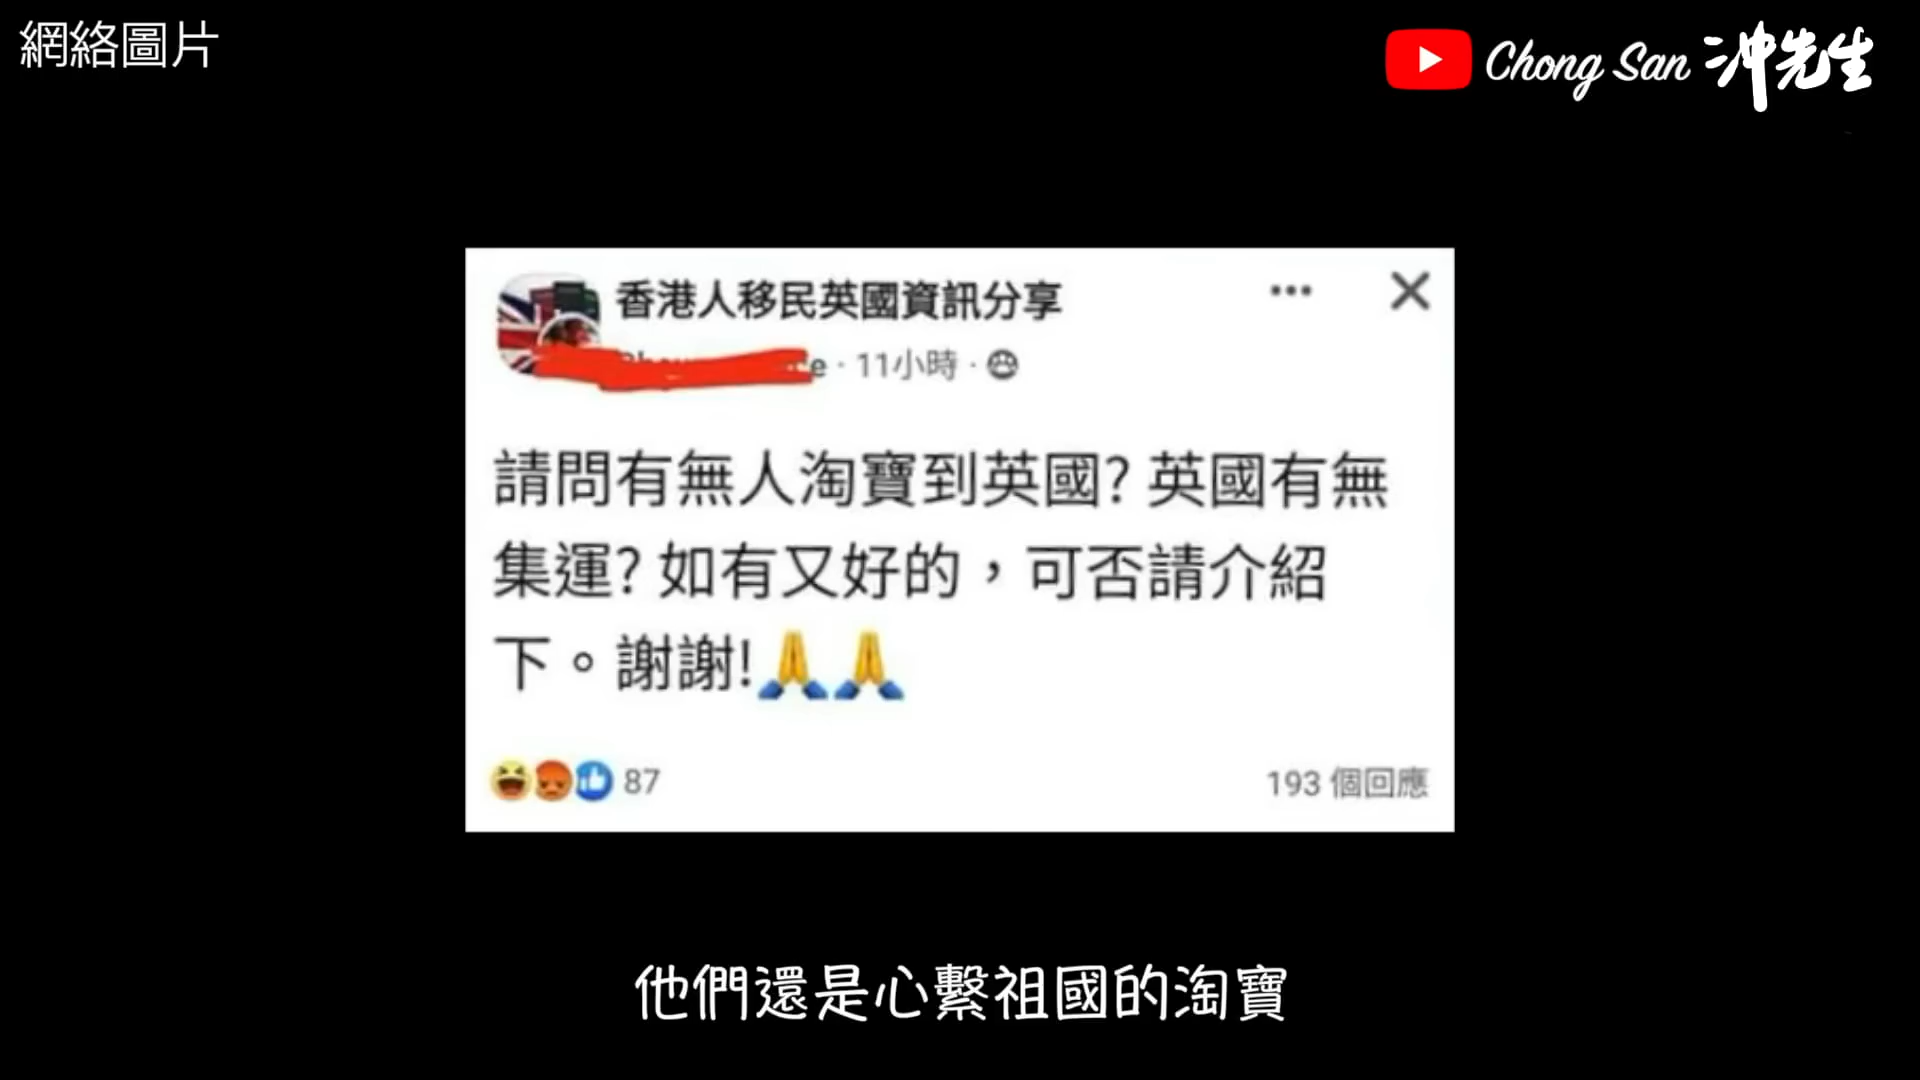 網絡圖片
Chong San 沖先生
香港人移民英國資訊分享
· 11小時 ·
請問有無人淘寶到英國? 英國有無
集運? 如有又好的，可否請介紹
下。謝謝!🙏🙏
87
193 個回應
他們還是心繫祖國的淘寶